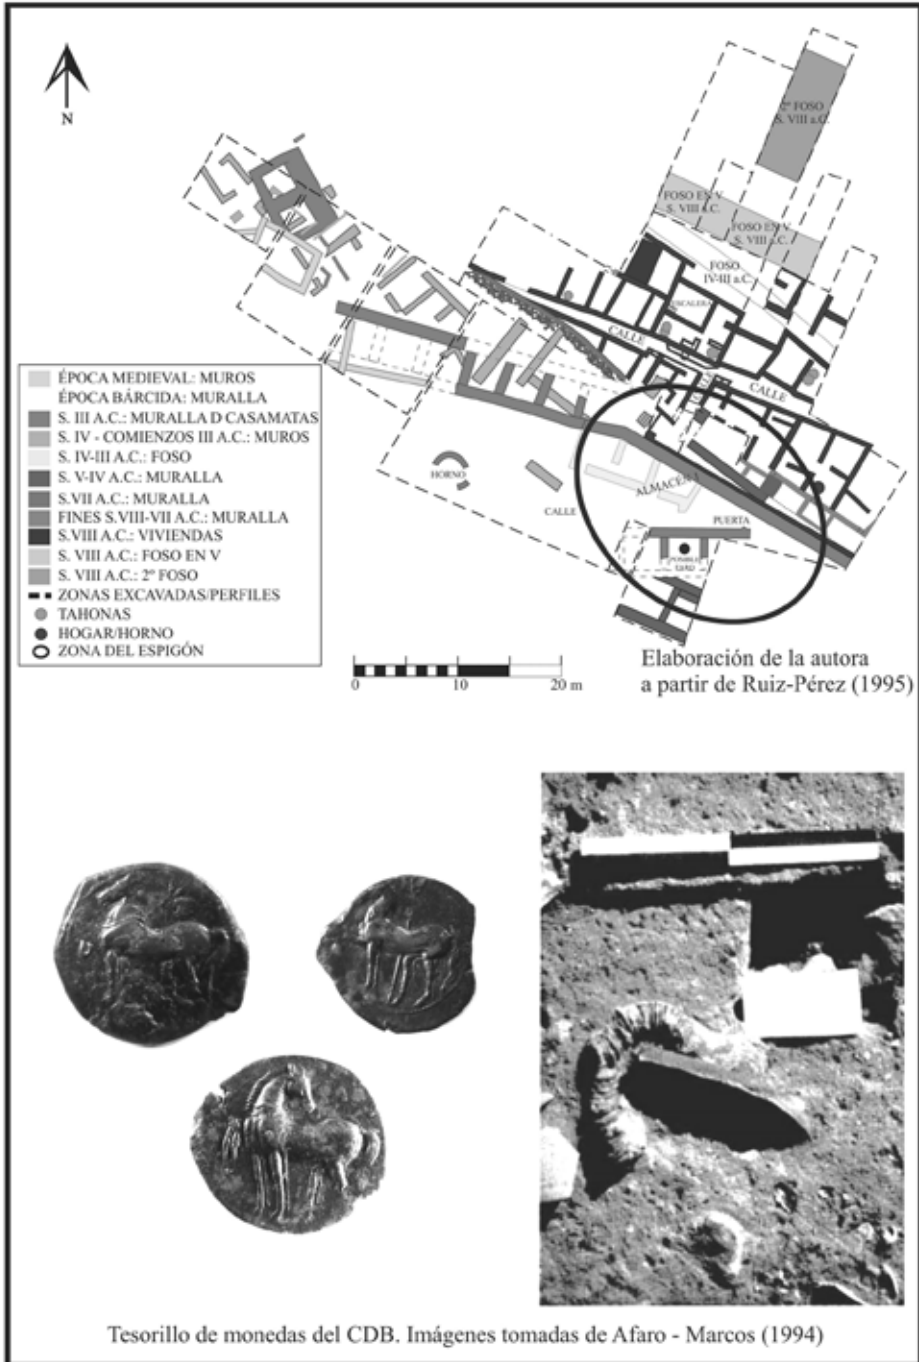 N
2º FOSO
S. VIII a.C.
FOSO EN V
S. VIII a.C.
FOSO EN V
S. VIII a.C.
FOSO
IV-III a.C.
ESCALERA
CALLE
CALLE
ALMACÉN
HORNO
CALLE
PUERTA
POSIBLE
ÉPOCA MEDIEVAL: MUROS
ÉPOCA BÁRCIDA: MURALLA
S. III A.C.: MURALLA D CASAMATAS
S. IV - COMIENZOS III A.C.: MUROS
S. IV-III A.C.: FOSO
S. V-IV A.C.: MURALLA
S.VII A.C.: MURALLA
FINES S.VIII-VII A.C.: MURALLA
S.VIII A.C.: VIVIENDAS
S. VIII A.C.: FOSO EN V
S. VIII A.C.: 2º FOSO
ZONAS EXCAVADAS/PERFILES
TAHONAS
HOGAR/HORNO
ZONA DEL ESPIGÓN
0 10 20 m
Elaboración de la autora
a partir de Ruiz-Pérez (1995)
Tesorillo de monedas del CDB. Imágenes tomadas de Afaro - Marcos (1994)